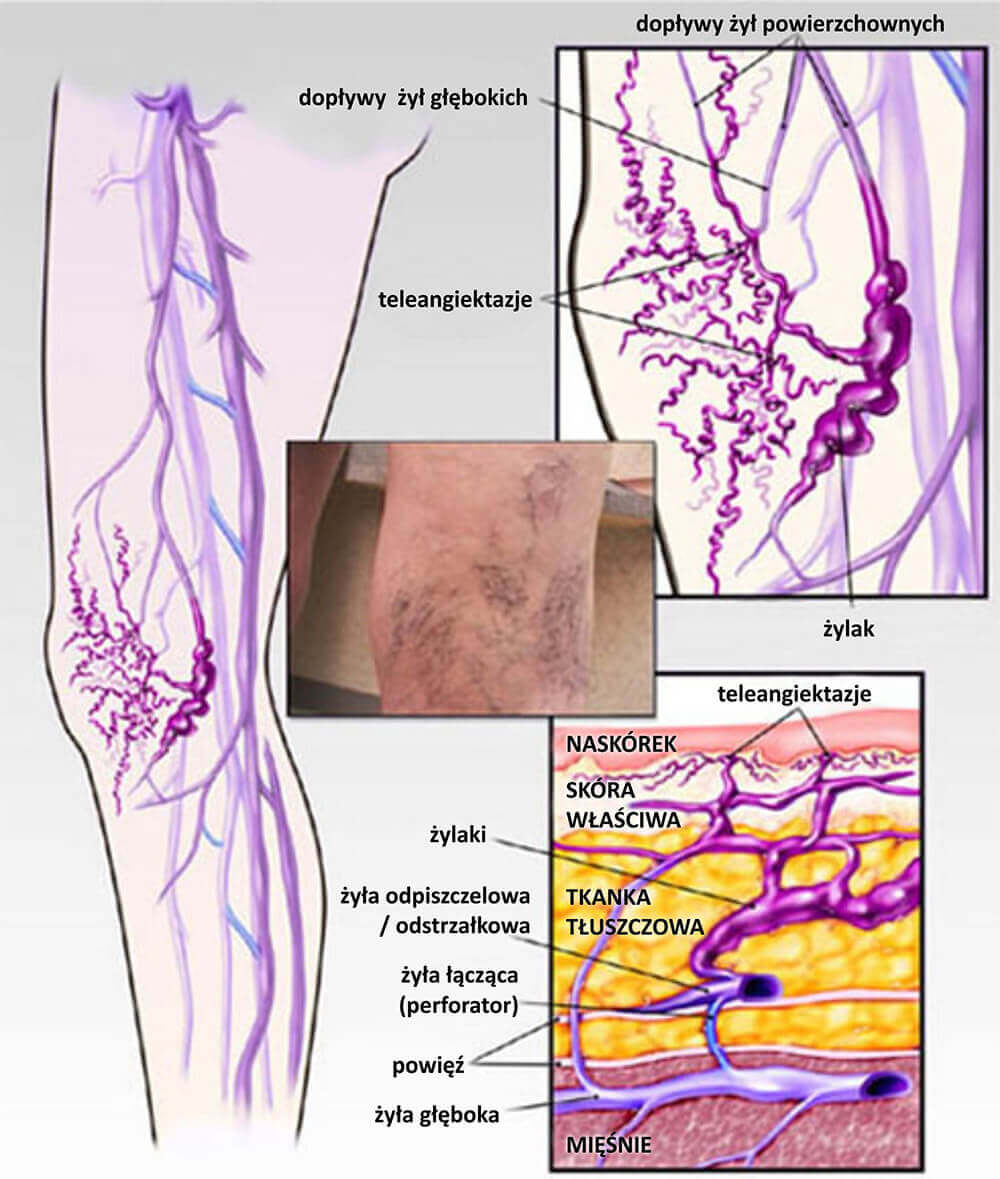 dopływy żył powierzchownych
dopływy żył głębokich
teleangiektazje
żylak
teleangiektazje
NASKÓREK
SKÓRA
WŁAŚCIWA
żylaki
żyła odpiszczelowa
/ odstrzałkowa
TKANKA
TŁUSZCZOWA
żyła łącząca
(perforator)
powięź
żyła głęboka
MIĘŚNIE